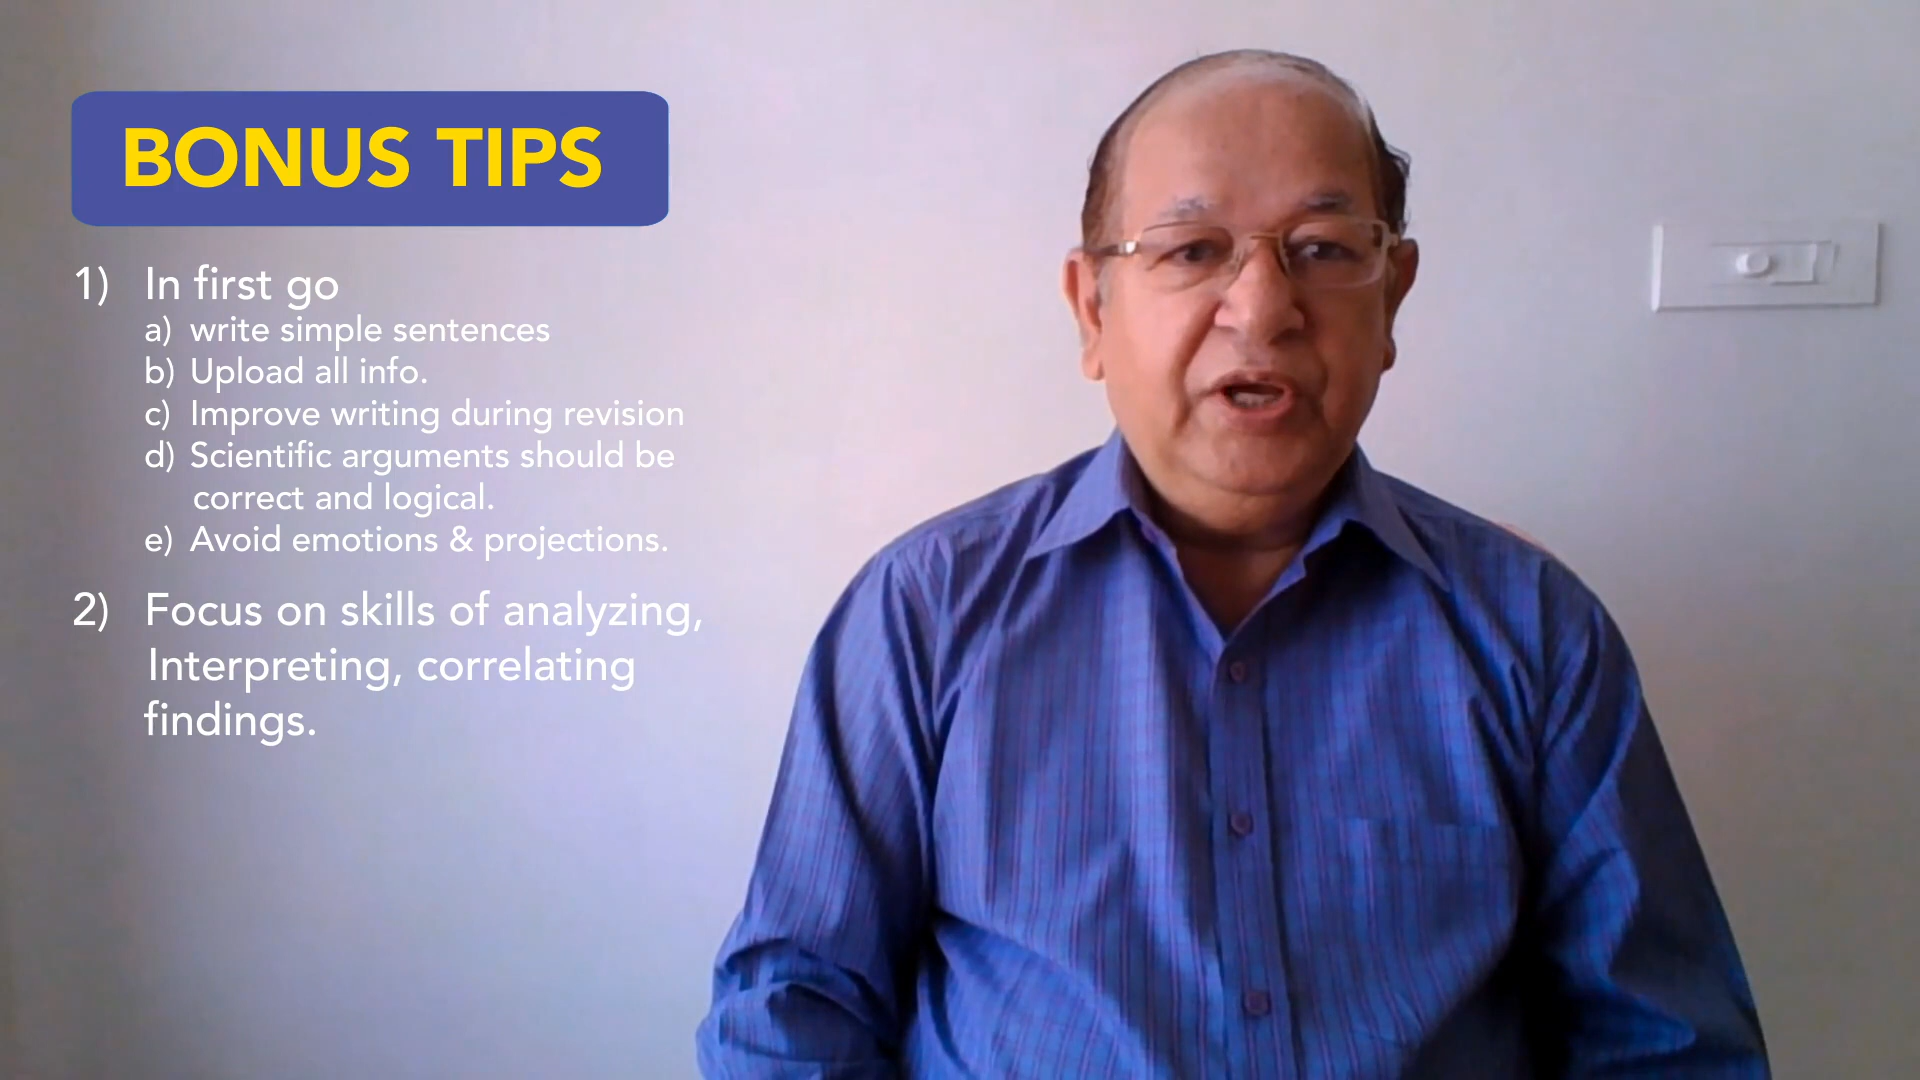 BONUS TIPS
1) In first go
a) write simple sentences
b) Upload all info.
c) Improve writing during revision
d) Scientific arguments should be
correct and logical.
e) Avoid emotions & projections.
2) Focus on skills of analyzing,
Interpreting, correlating
findings.